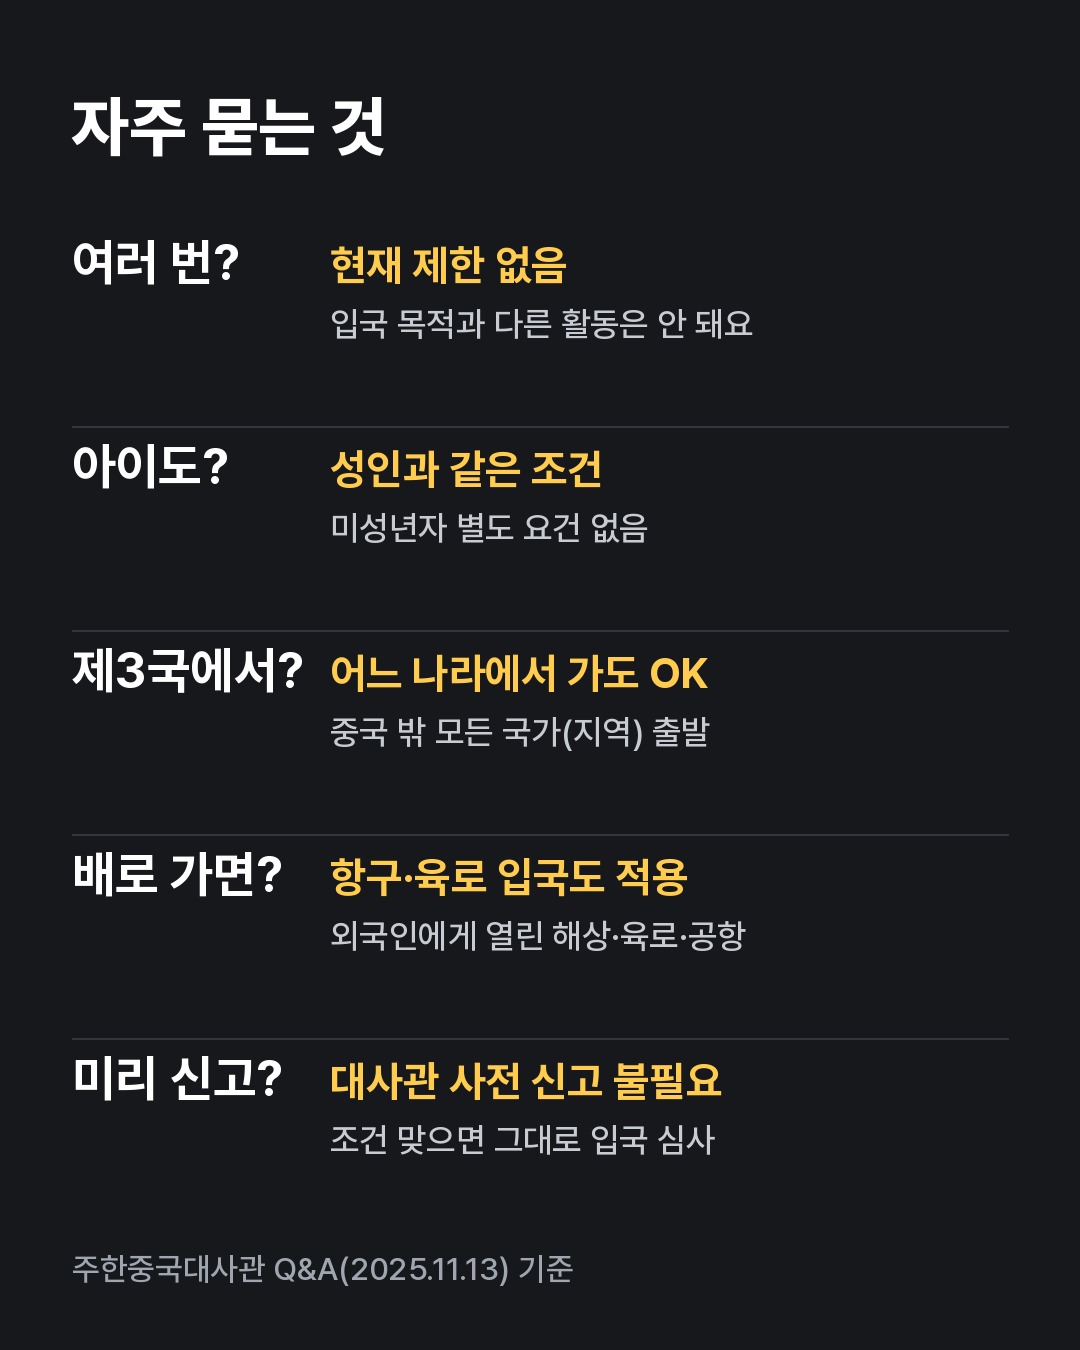 자주 묻는 것
여러 번?
현재 제한 없음
입국 목적과 다른 활동은 안 돼요
아이도?
성인과 같은 조건
미성년자 별도 요건 없음
제3국에서?
어느 나라에서 가도 OK
중국 밖 모든 국가(지역) 출발
배로 가면?
항구·육로 입국도 적용
외국인에게 열린 해상·육로·공항
미리 신고?
대사관 사전 신고 불필요
조건 맞으면 그대로 입국 심사
주한중국대사관 Q&A(2025.11.13) 기준